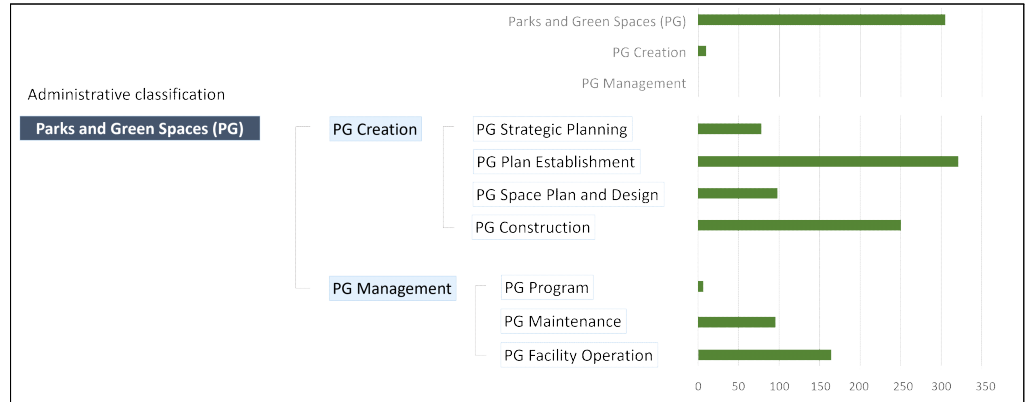 Parks and Green Spaces (PG)
PG Creation
PG Management
Administrative classification
Parks and Green Spaces (PG)
PG Creation
PG Strategic Planning
PG Plan Establishment
PG Space Plan and Design
PG Construction
PG Management
PG Program
PG Maintenance
PG Facility Operation
0 50 100 150 200 250 300 350